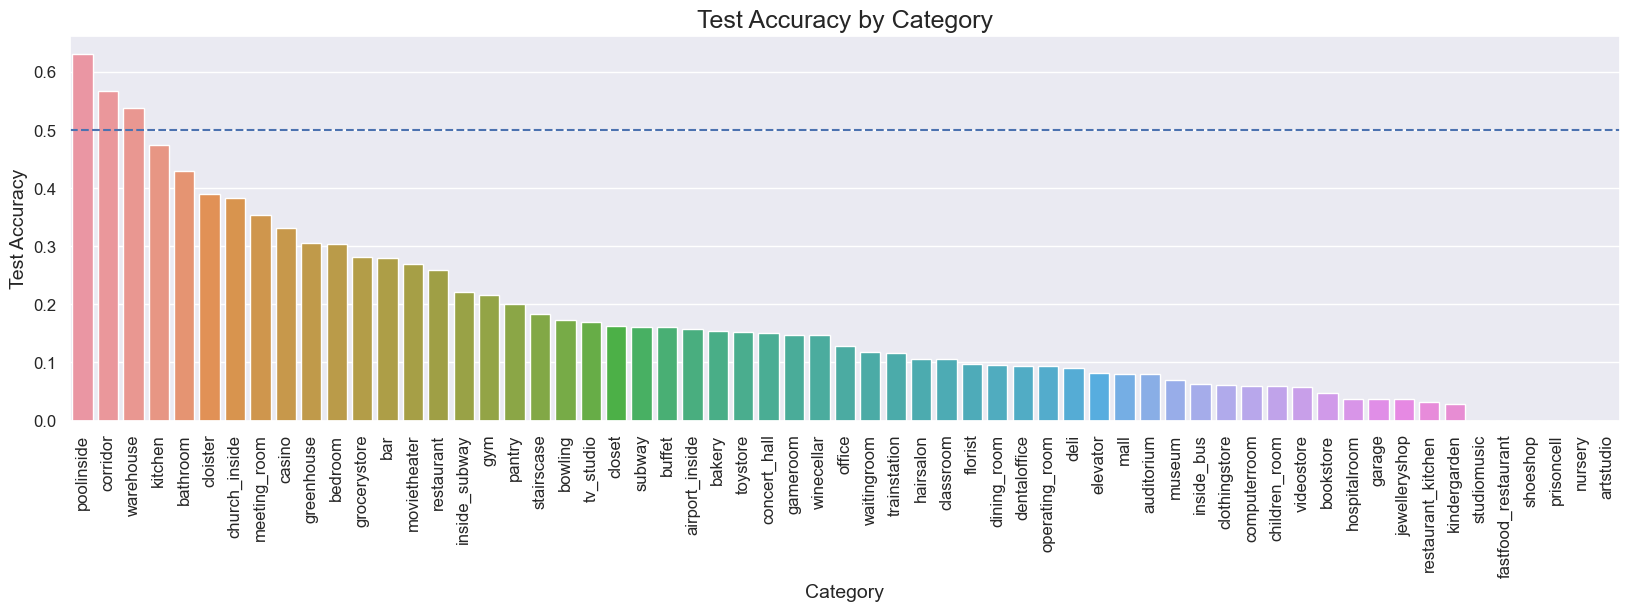 Test Accuracy by Category
Test Accuracy
0.6
0.5
0.4
0.3
0.2
0.1
0.0
poolinside
corridor
warehouse
kitchen
bathroom
cloister
church_inside
meeting_room
casino
greenhouse
bedroom
grocerystore
bar
movietheater
restaurant
inside_subway
gym
pantry
stairscase
bowling
tv_studio
closet
subway
buffet
airport_inside
bakery
toystore
concert_hall
gameroom
winecellar
office
waitingroom
trainstation
hairsalon
classroom
florist
dining_room
dentaloffice
operating_room
deli
elevator
mall
auditorium
museum
inside_bus
clothingstore
computerroom
children_room
videostore
bookstore
hospitalroom
garage
jewelleryshop
restaurant_kitchen
kindergarden
studiomusic
fastfood_restaurant
shoeshop
prisoncell
nursery
artstudio
Category